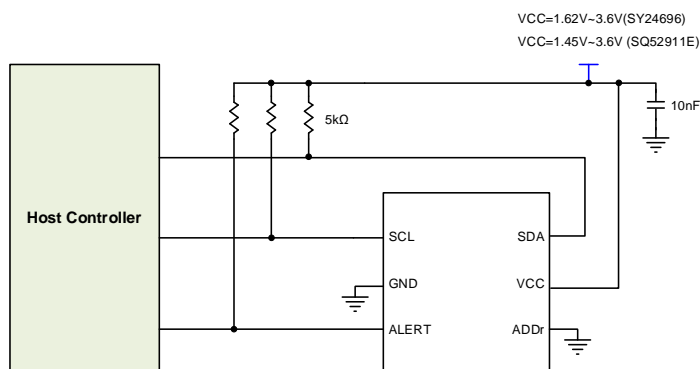 VCC=1.62V~3.6V(SY24696)
VCC=1.45V~3.6V (SQ52911E)
10nF
5kΩ
Host Controller
SCL
SDA
GND
VCC
ALERT
ADDr